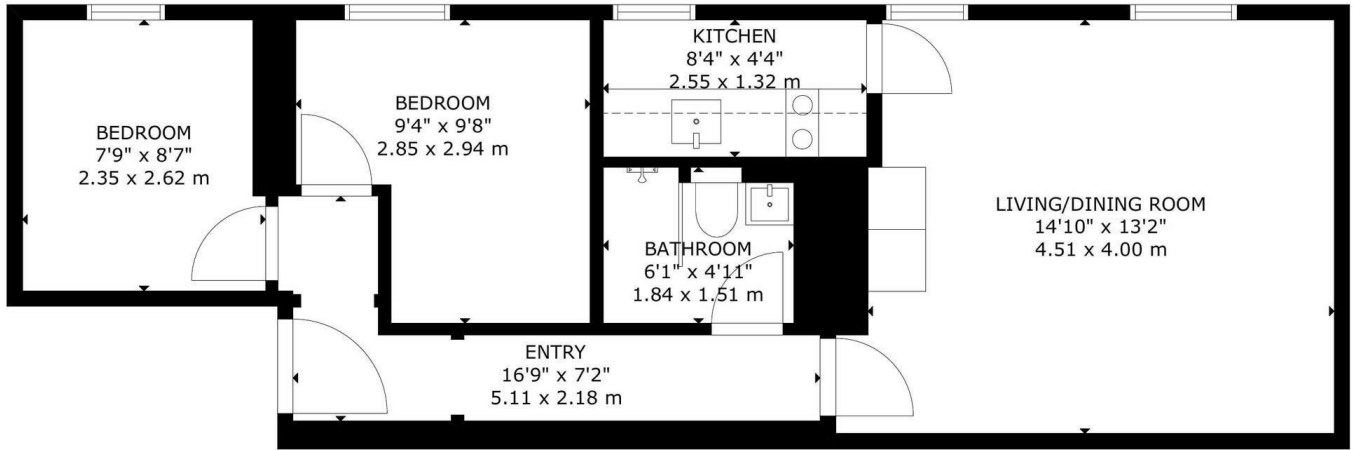 BEDROOM
7'9" x 8'7"
2.35 x 2.62 m
BEDROOM
9'4" x 9'8"
2.85 x 2.94 m
KITCHEN
8'4" x 4'4"
2.55 x 1.32 m
BATHROOM
6'1" x 4'11"
1.84 x 1.51 m
LIVING/DINING ROOM
14'10" x 13'2"
4.51 x 4.00 m
ENTRY
16'9" x 7'2"
5.11 x 2.18 m